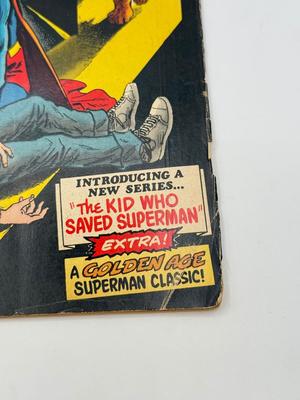 INTRODUCING A
NEW SERIES...
"THE KID WHO
SAVED SUPERMAN"
EXTRA!
A GOLDEN AGE
SUPERMAN CLASSIC!